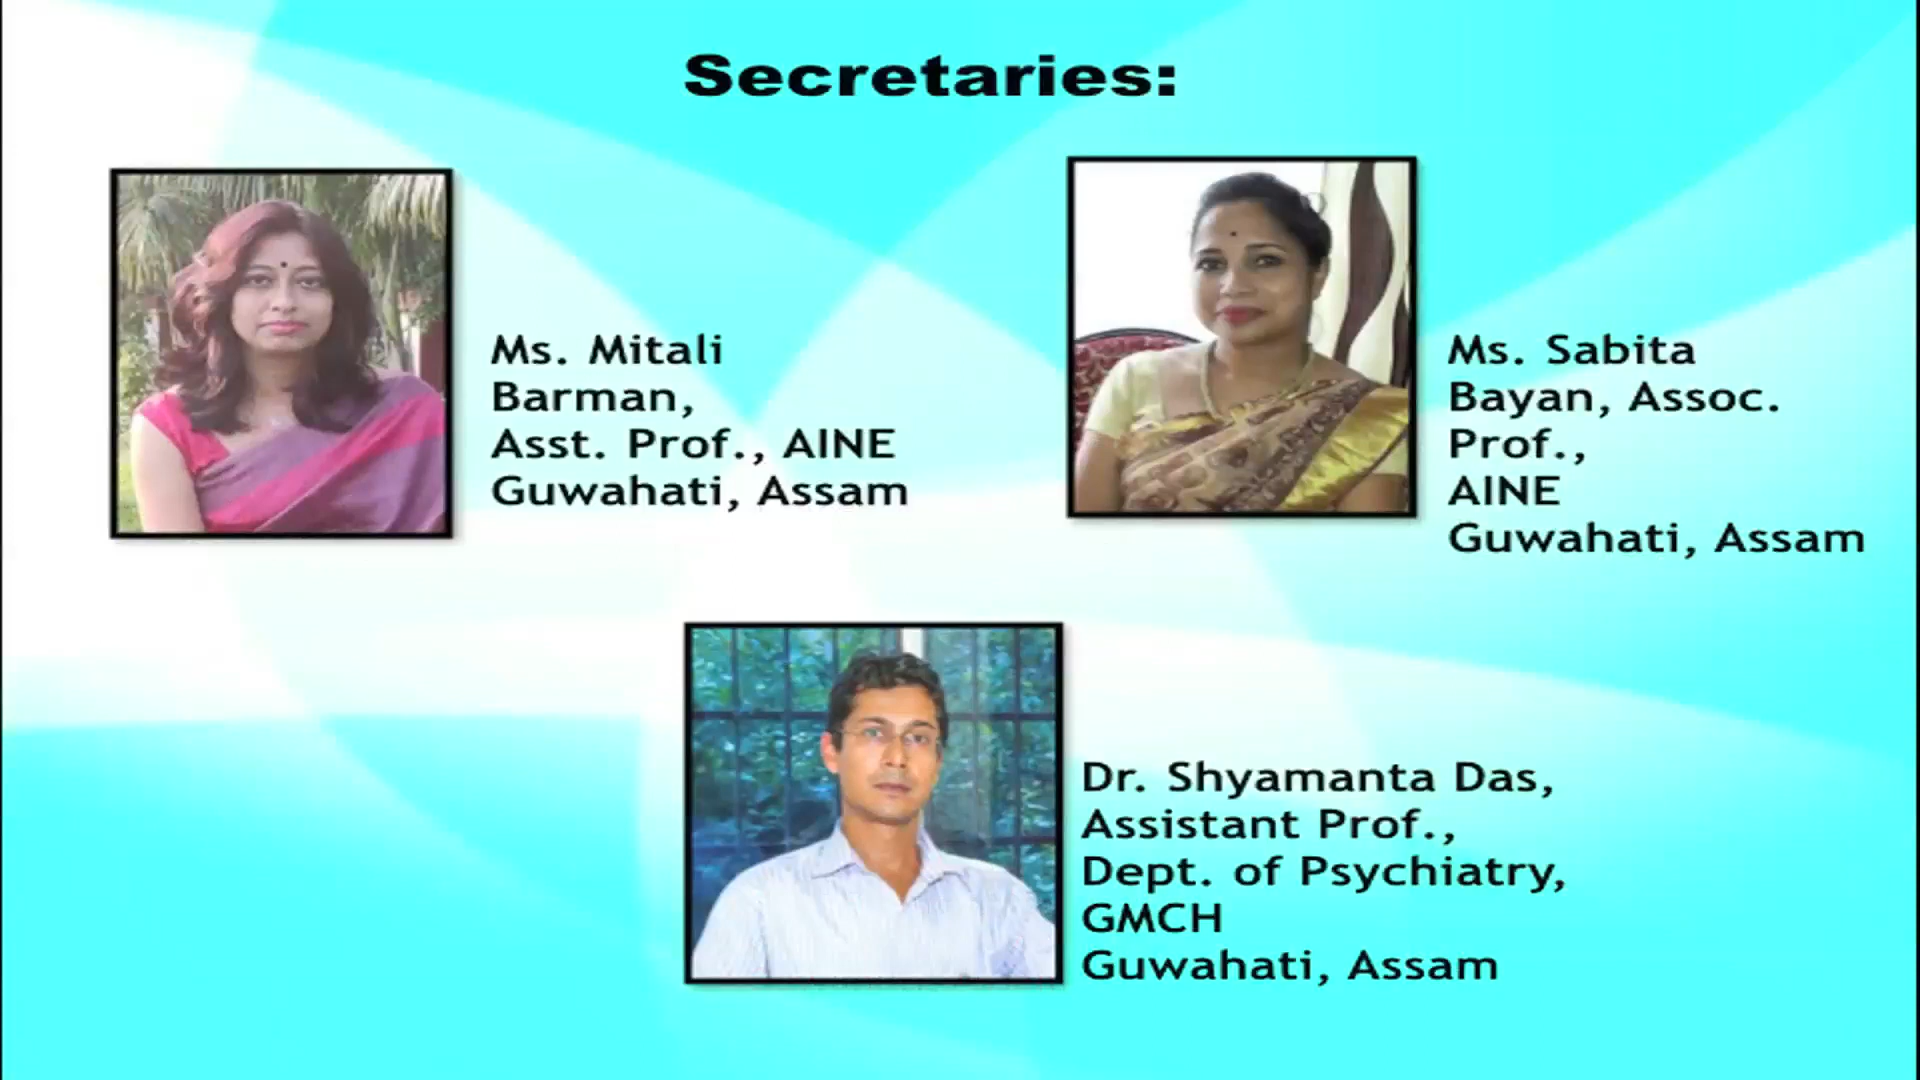 Secretaries:
Ms. Mitali
Barman,
Asst. Prof., AINE
Guwahati, Assam
Ms. Sabita
Bayan, Assoc.
Prof.,
AINE
Guwahati, Assam
Dr. Shyamanta Das,
Assistant Prof.,
Dept. of Psychiatry,
GMCH
Guwahati, Assam